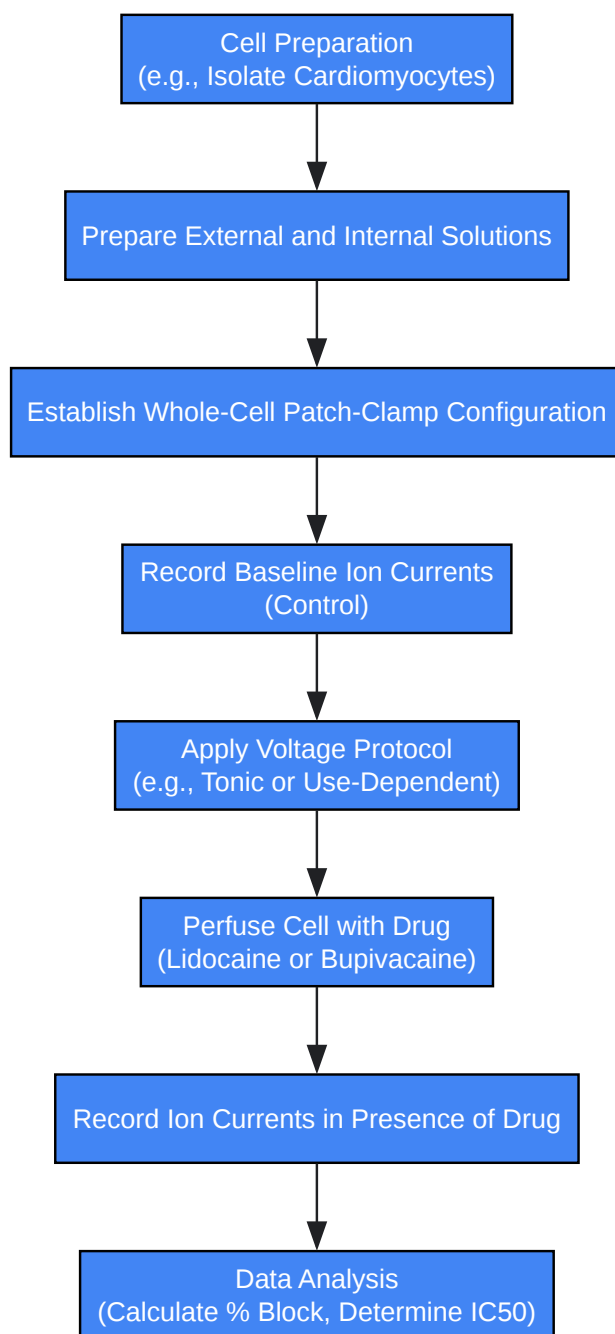 Cell Preparation
(e.g., Isolate Cardiomyocytes)
Prepare External and Internal Solutions
Establish Whole-Cell Patch-Clamp Configuration
Record Baseline Ion Currents
(Control)
Apply Voltage Protocol
(e.g., Tonic or Use-Dependent)
Perfuse Cell with Drug
(Lidocaine or Bupivacaine)
Record Ion Currents in Presence of Drug
Data Analysis
(Calculate % Block, Determine IC50)